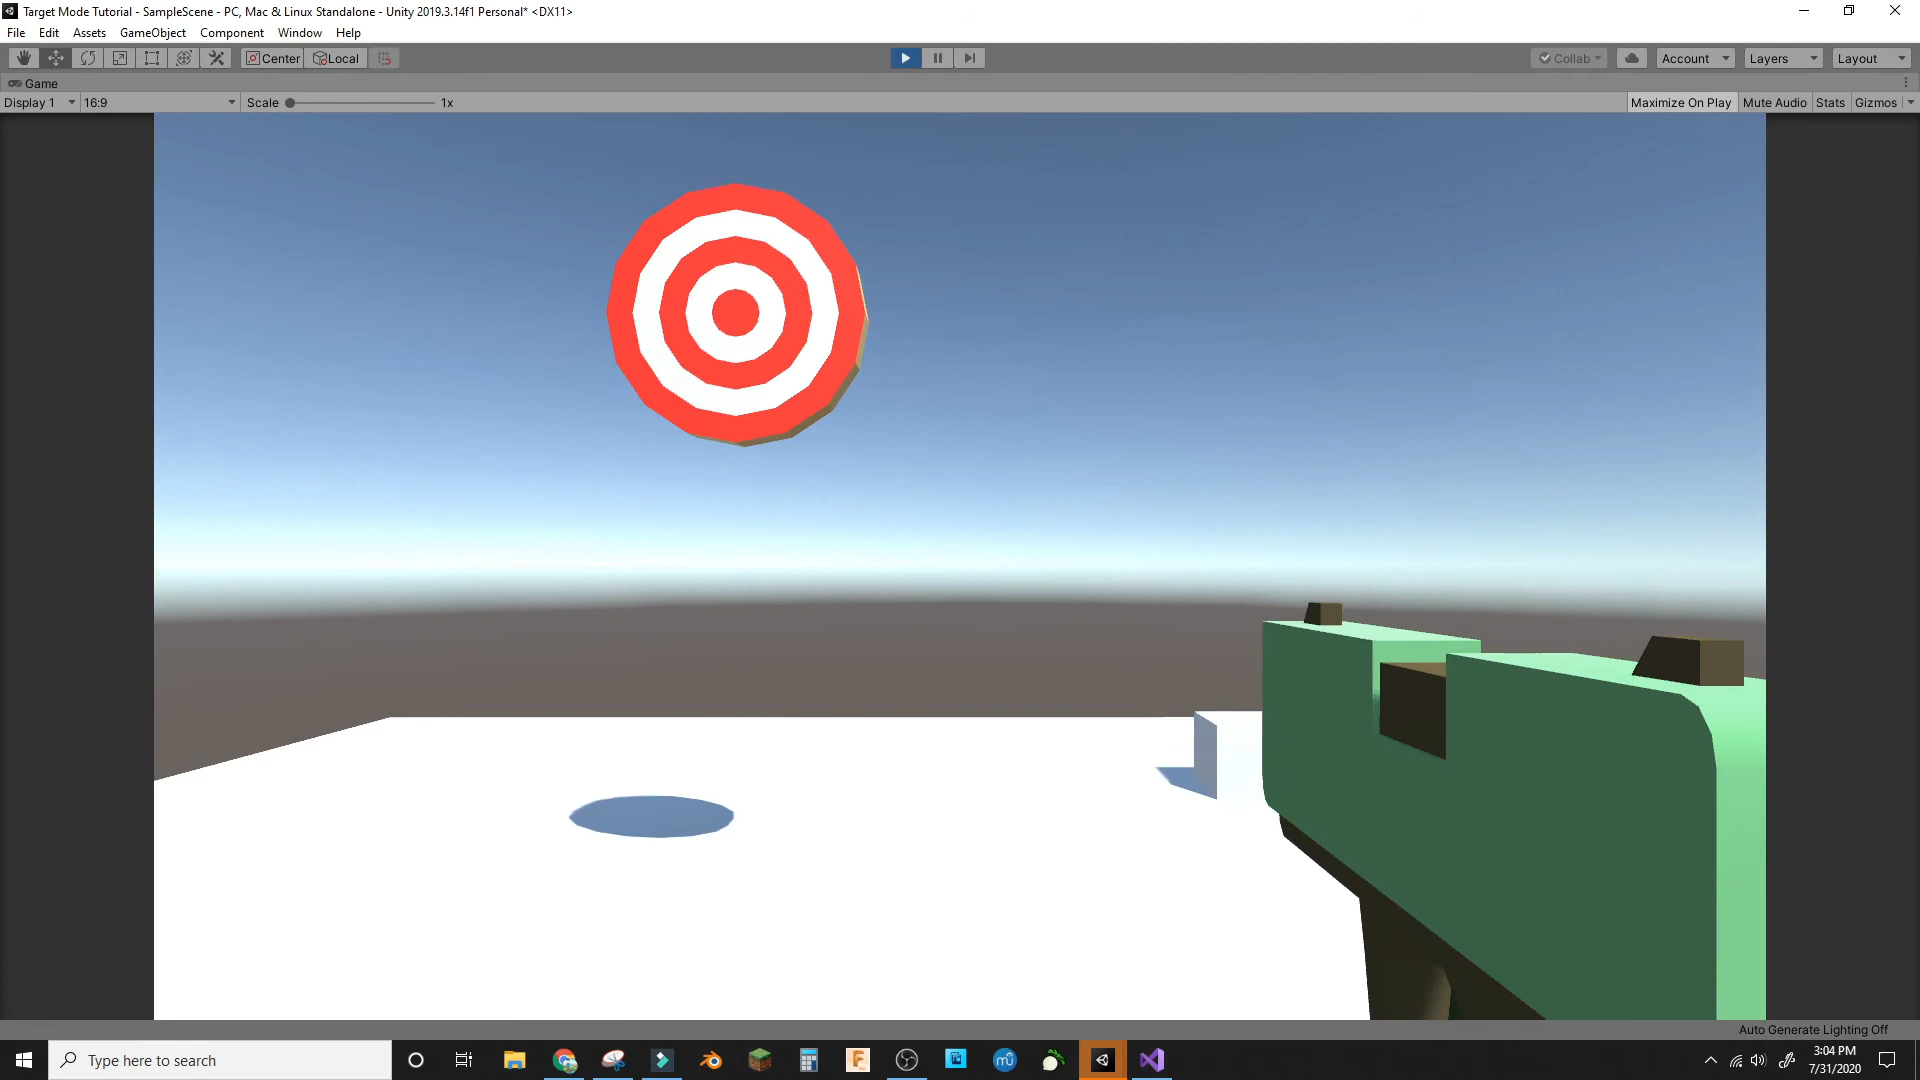 Target Mode Tutorial - SampleScene - PC, Mac & Linux Standalone - Unity 2019.3.14f1 Personal* <DX11>
File Edit Assets GameObject Component Window Help
Center Local Collab Account Layers Layout
Game
Display 1 16:9 Scale 1x Maximize On Play Mute Audio Stats Gizmos
Auto Generate Lighting Off
Type here to search
3:04 PM
7/31/2020